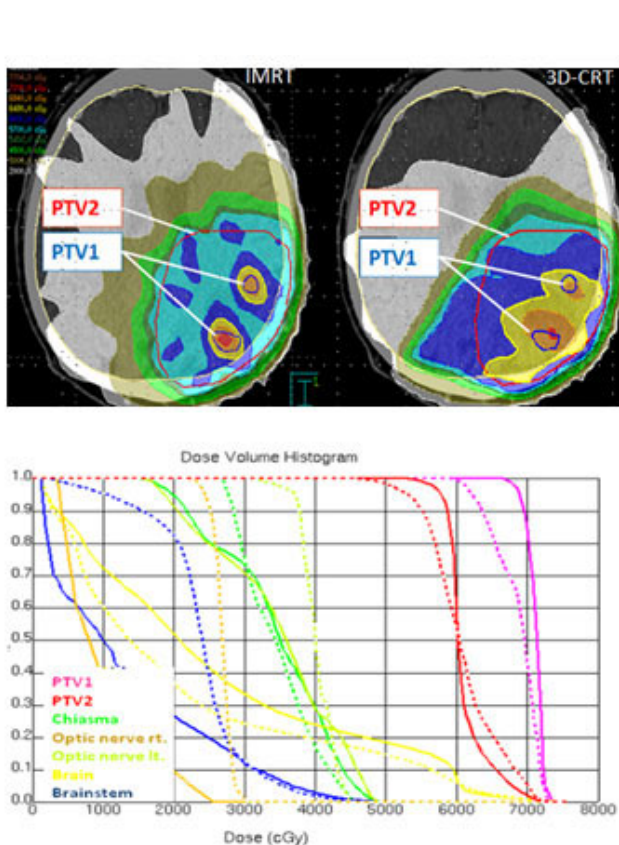 IMRT
3D-CRT
PTV2
PTV1
PTV2
PTV1
Dose Volume Histogram
1.0
0.9
0.8
0.7
0.6
0.5
0.4
0.3
0.2
0.1
0.0
PTV1
PTV2
Chiasma
Optic nerve rt.
Optic nerve lt.
Brain
Brainstem
0 1000 2000 3000 4000 5000 6000 7000 8000
Dose (cGy)